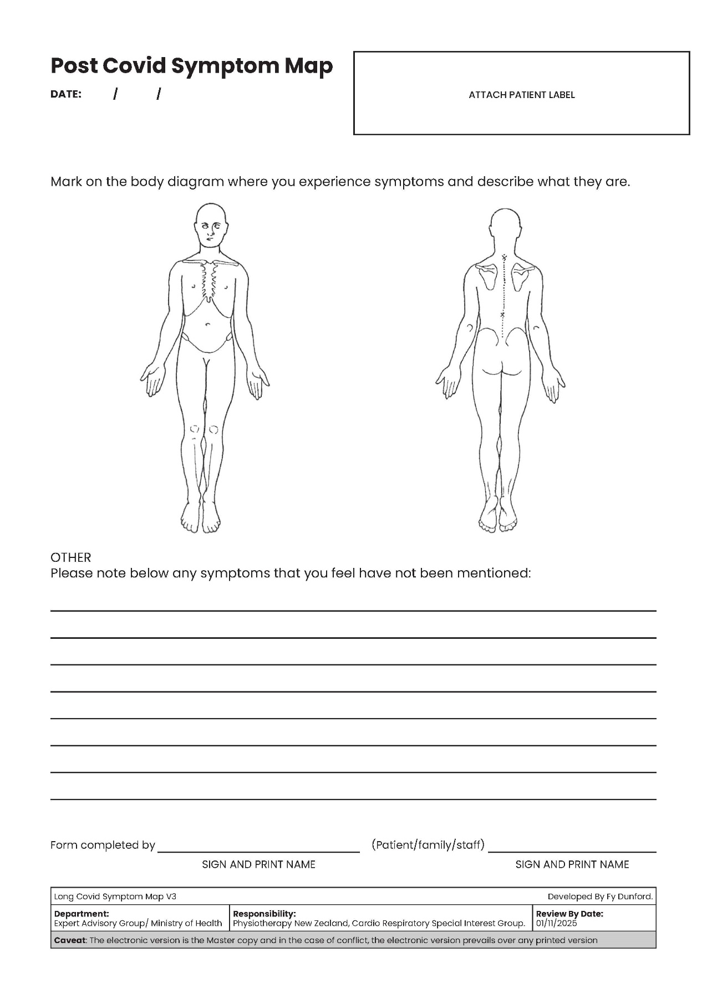 Post Covid Symptom Map
DATE: / /
ATTACH PATIENT LABEL
Mark on the body diagram where you experience symptoms and describe what they are.
OTHER
Please note below any symptoms that you feel have not been mentioned:
Form completed by (Patient/family/staff)
SIGN AND PRINT NAME SIGN AND PRINT NAME
Long Covid Symptom Map V3 Developed By Fy Dunford.
Department: Responsibility: Review By Date:
Expert Advisory Group/ Ministry of Health Physiotherapy New Zealand, Cardio Respiratory Special Interest Group. 01/11/2025
Caveat: The electronic version is the Master copy and in the case of conflict, the electronic version prevails over any printed version